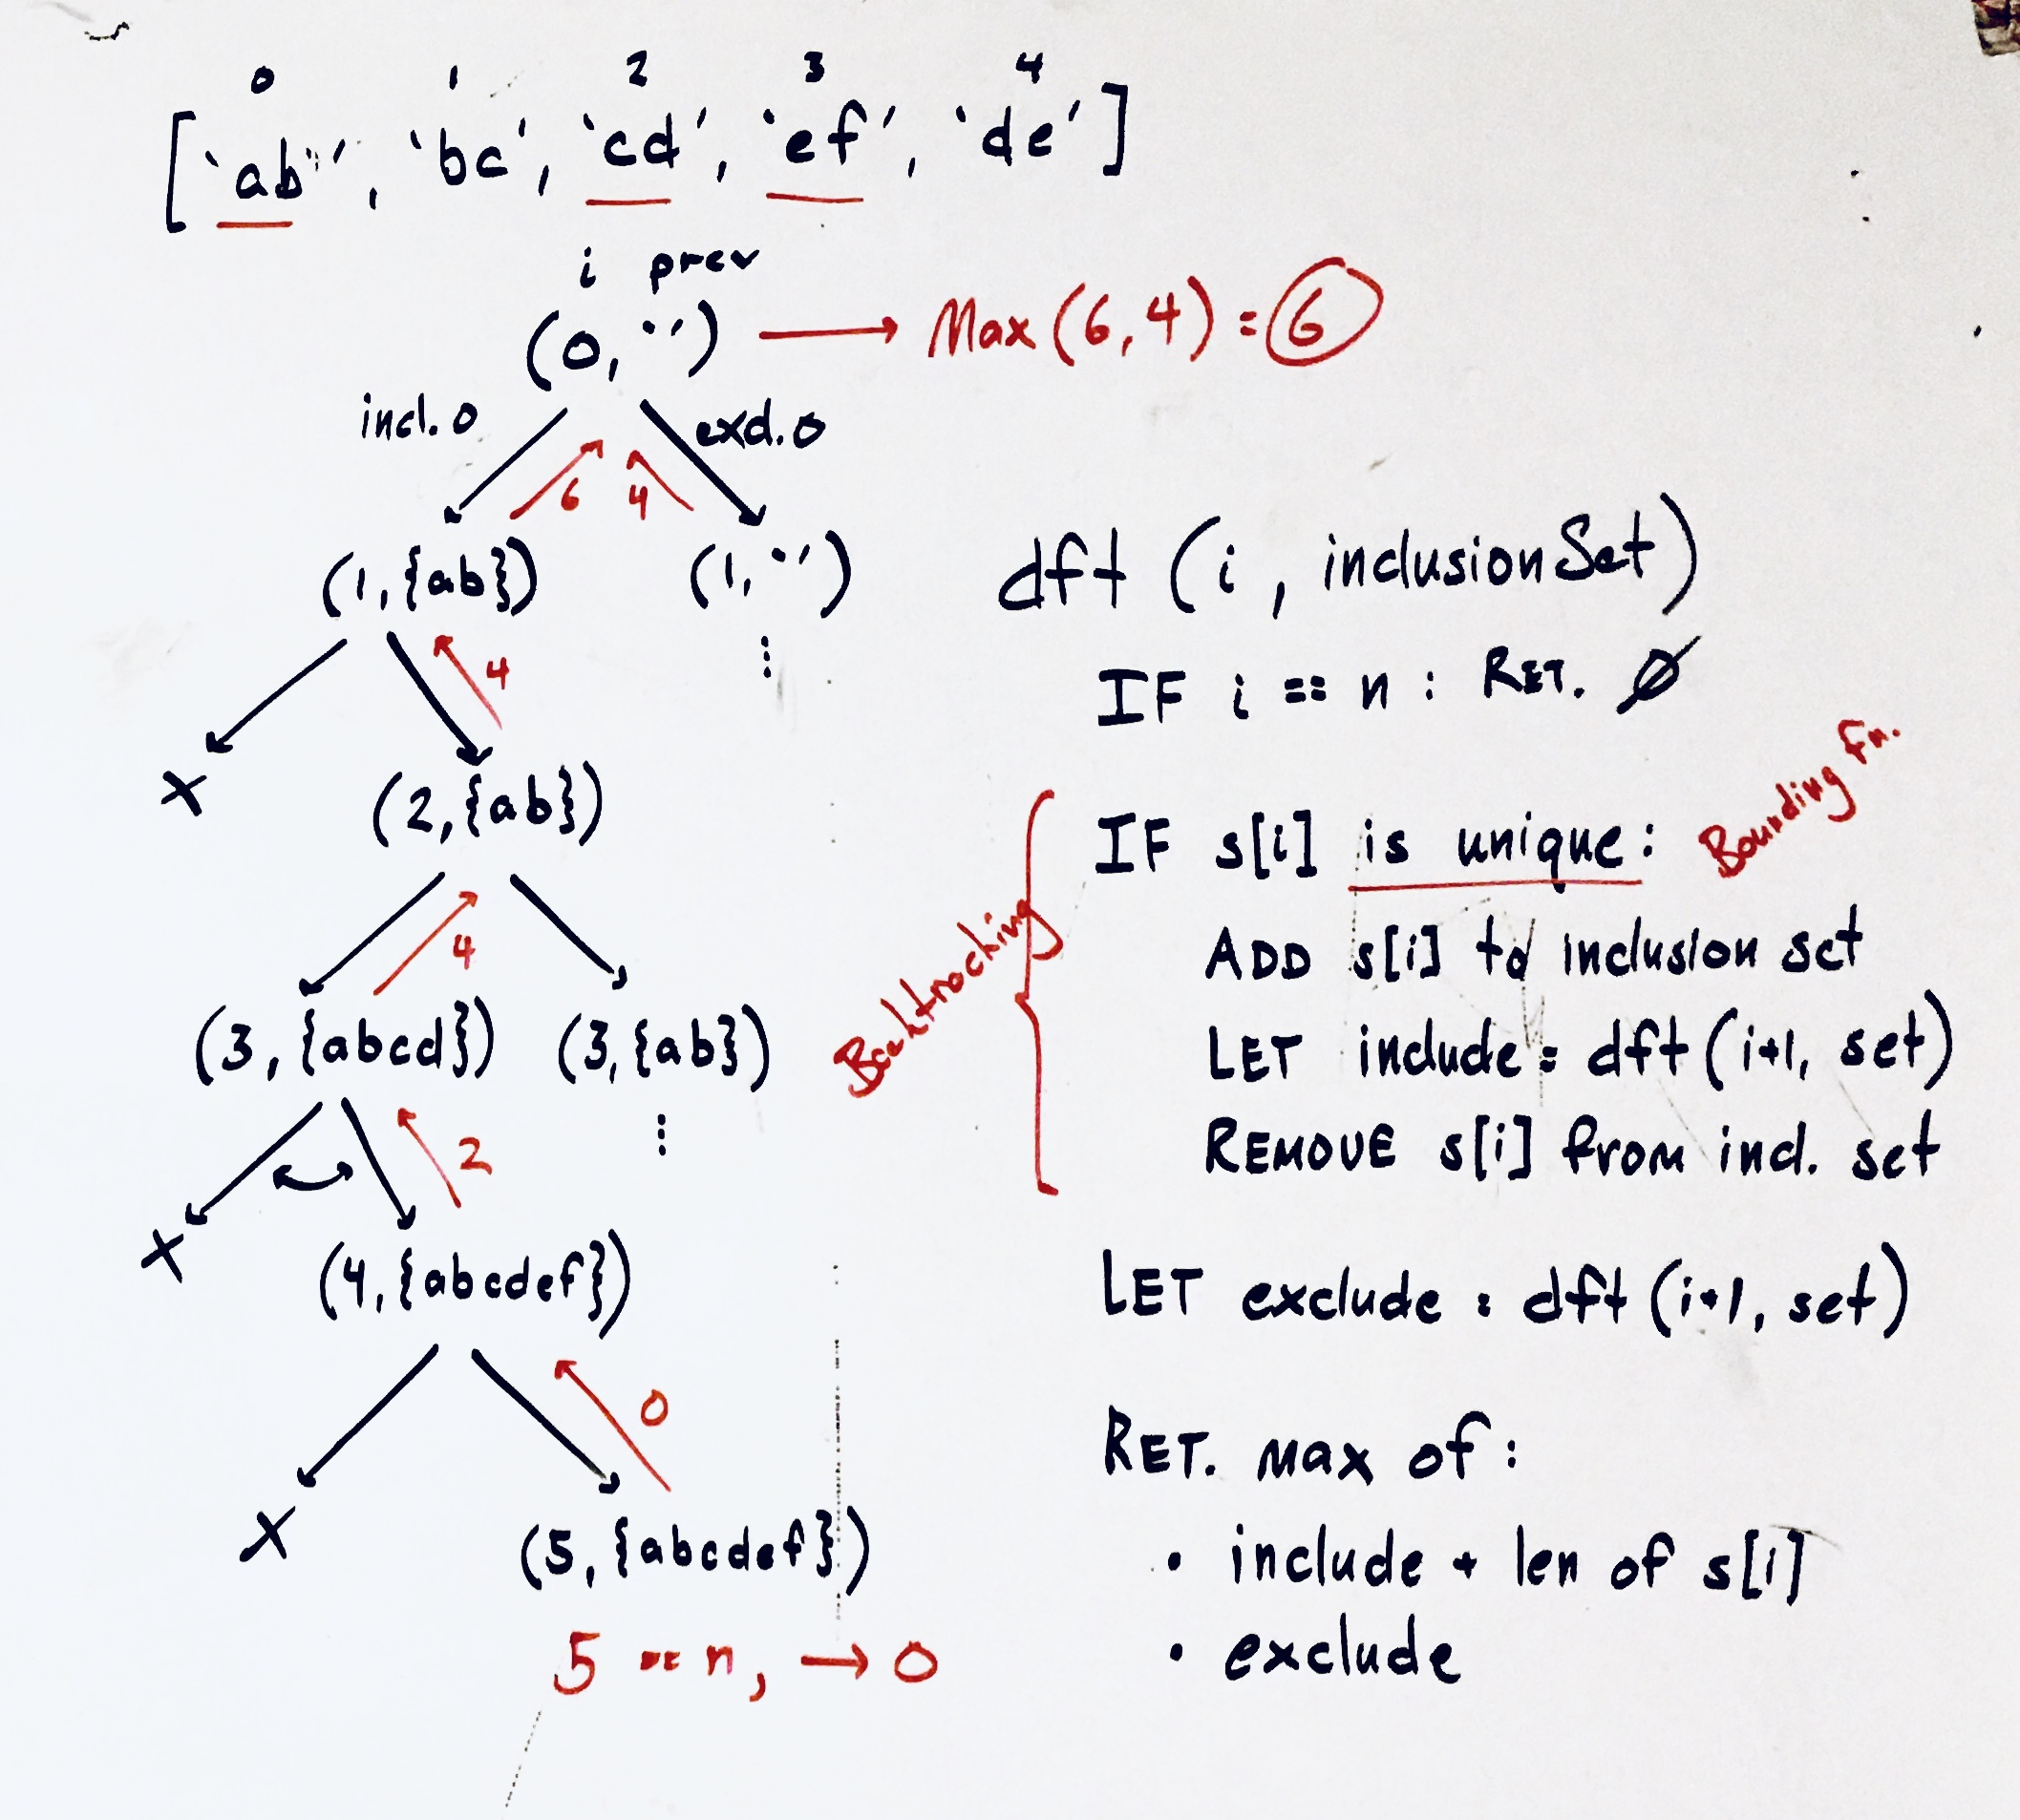 0 1 2 3 4
[‘ab’, ‘bc’, ‘cd’, ‘ef’, ‘de’]
i prev
(0, ‘’) → Max(6,4) = 6
incl. 0 excl. 0
6 4
(1,{ab}) (1, ‘’)
⋮
4
X (2,{ab})
4
(3,{abcd}) (3,{ab})
⋮
2
X (4,{abcdef})
0
X (5,{abcdef})
5 == n, → 0
dft (i, inclusionSet)
IF i == n : RET. 0
Backtracking
IF s[i] is unique: Bounding Fn.
ADD s[i] to inclusion set
LET include = dft(i+1, set)
REMOVE s[i] from incl. set
LET exclude = dft(i+1, set)
RET. max of:
• include + len of s[i]
• exclude